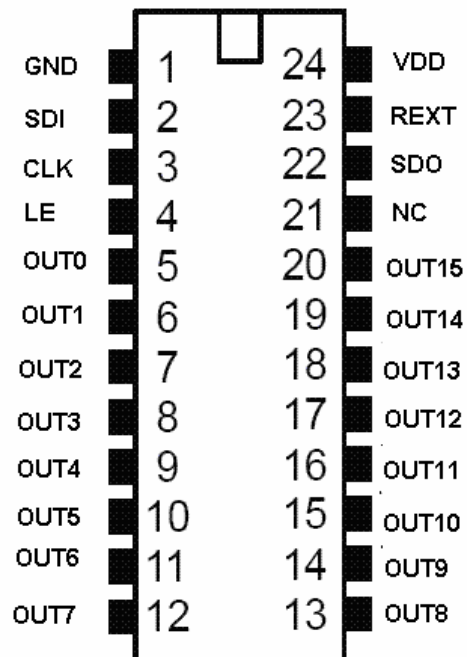 GND 1 24 VDD
SDI 2 23 REXT
CLK 3 22 SDO
LE 4 21 NC
OUT0 5 20 OUT15
OUT1 6 19 OUT14
OUT2 7 18 OUT13
OUT3 8 17 OUT12
OUT4 9 16 OUT11
OUT5 10 15 OUT10
OUT6 11 14 OUT9
OUT7 12 13 OUT8